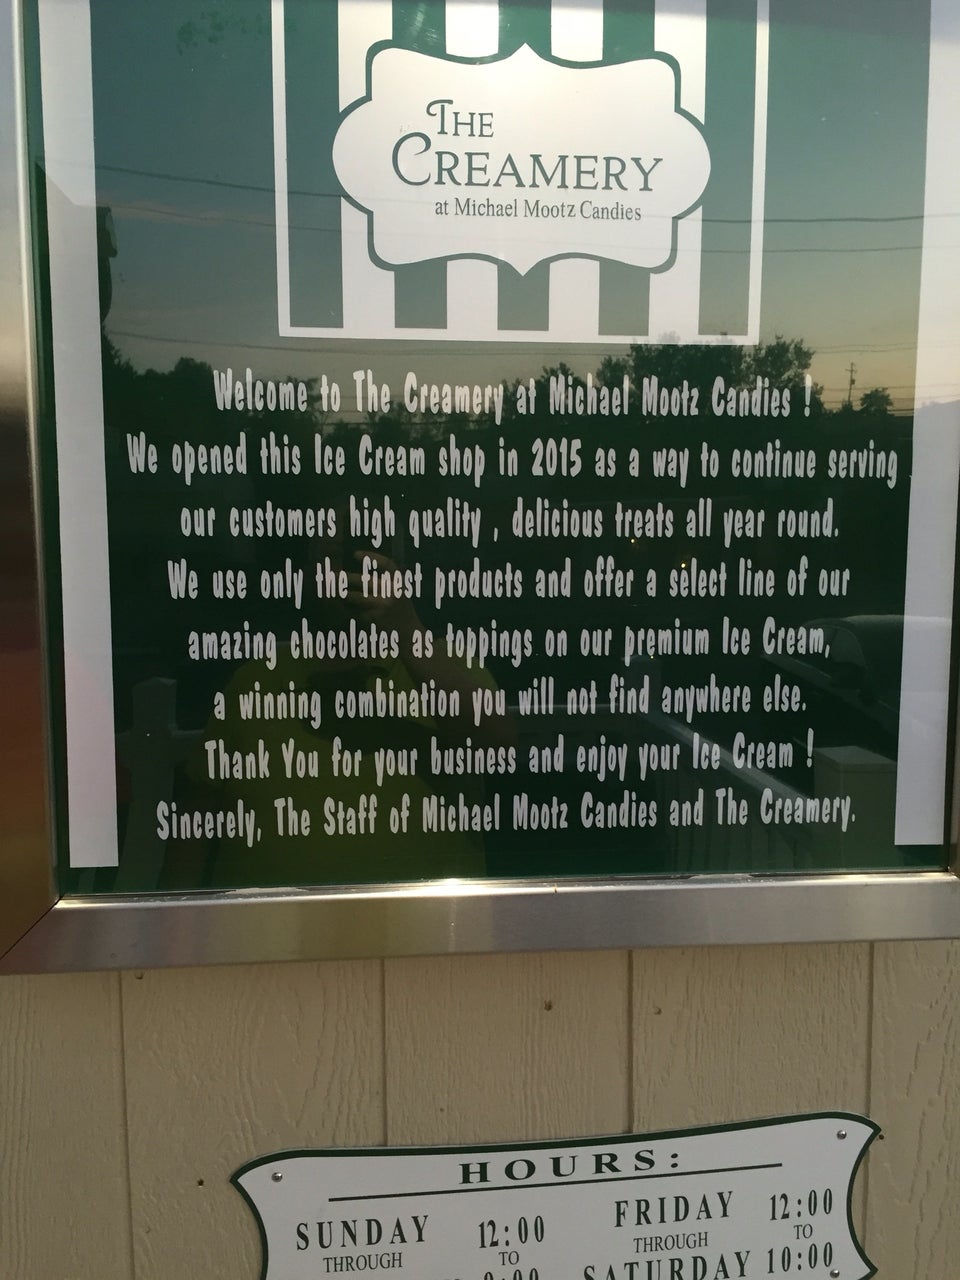 THE
CREAMERY
at Michael Mootz Candies
Welcome to The Creamery at Michael Mootz Candies !
We opened this Ice Cream shop in 2015 as a way to continue serving
our customers high quality , delicious treats all year round.
We use only the finest products and offer a select line of our
amazing chocolates as toppings on our premium Ice Cream,
a winning combination you will not find anywhere else.
Thank You for your business and enjoy your Ice Cream !
Sincerely, The Staff of Michael Mootz Candies and The Creamery.
HOURS:
SUNDAY 12:00
THROUGH TO
FRIDAY 12:00
THROUGH TO
SATURDAY 10:00